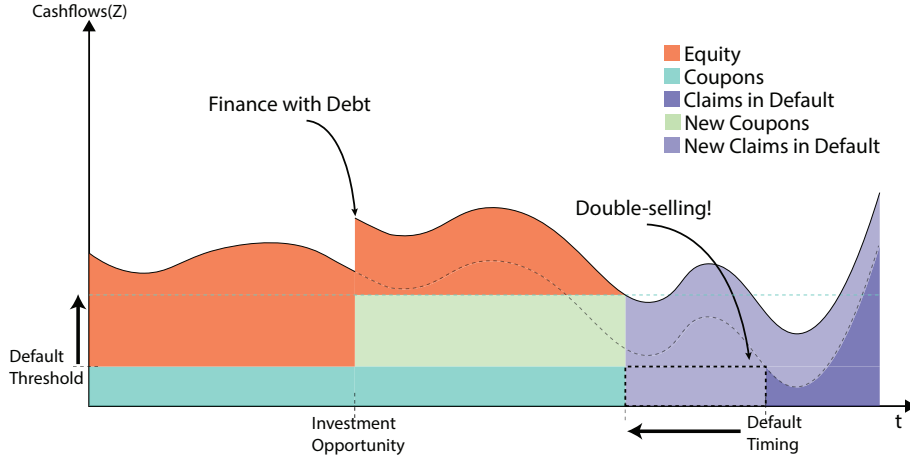 Cashflows(Z)
Equity
Coupons
Claims in Default
New Coupons
New Claims in Default
Finance with Debt
Double-selling!
Default
Threshold
Investment
Opportunity
Default
Timing
t